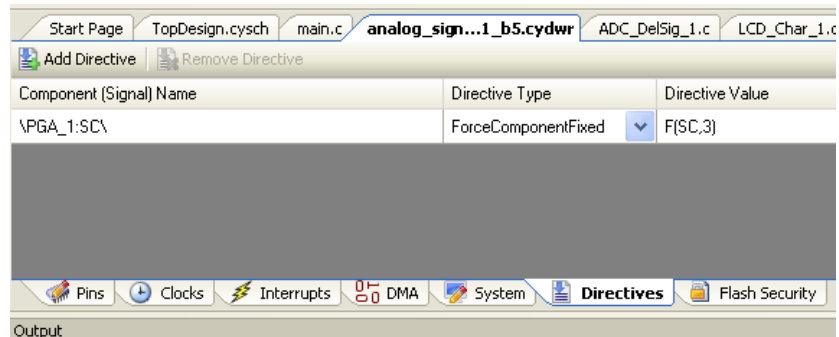 Start Page TopDesign.cysch main.c analog_sign...1_b5.cydwr ADC_DelSig_1.c LCD_Char_1.c
Add Directive Remove Directive
Component (Signal) Name Directive Type Directive Value
\PGA_1:SC\ ForceComponentFixed F(SC,3)
Pins Clocks Interrupts DMA System Directives Flash Security
Output